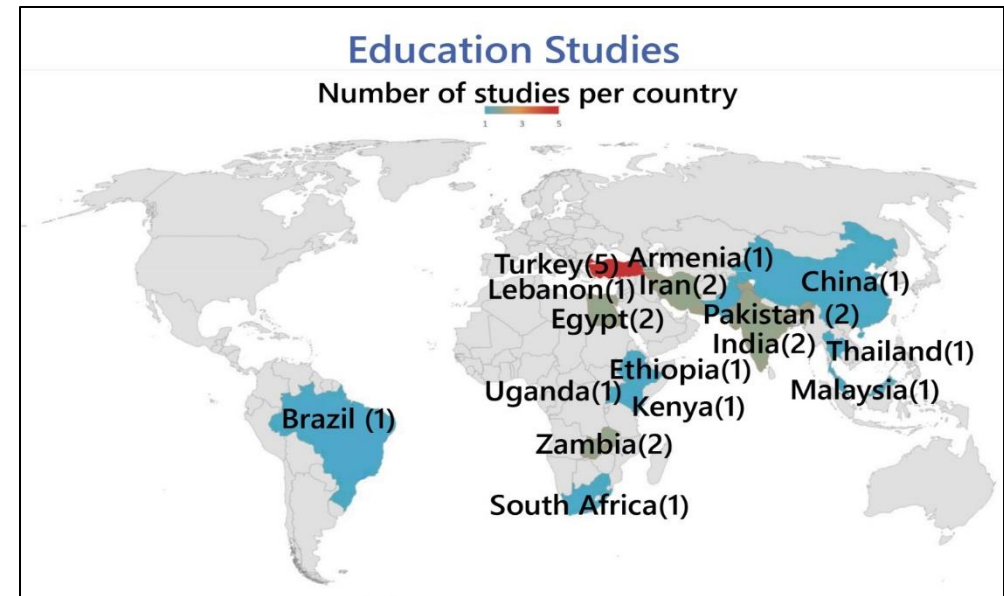 Education Studies
Number of studies per country
1 3 5
Turkey(5) Armenia(1)
Lebanon(1) Iran(2) China(1)
Egypt(2) Pakistan (2)
India(2) Thailand(1)
Ethiopia(1)
Uganda(1) Malaysia(1)
Kenya(1)
Brazil (1)
Zambia(2)
South Africa(1)